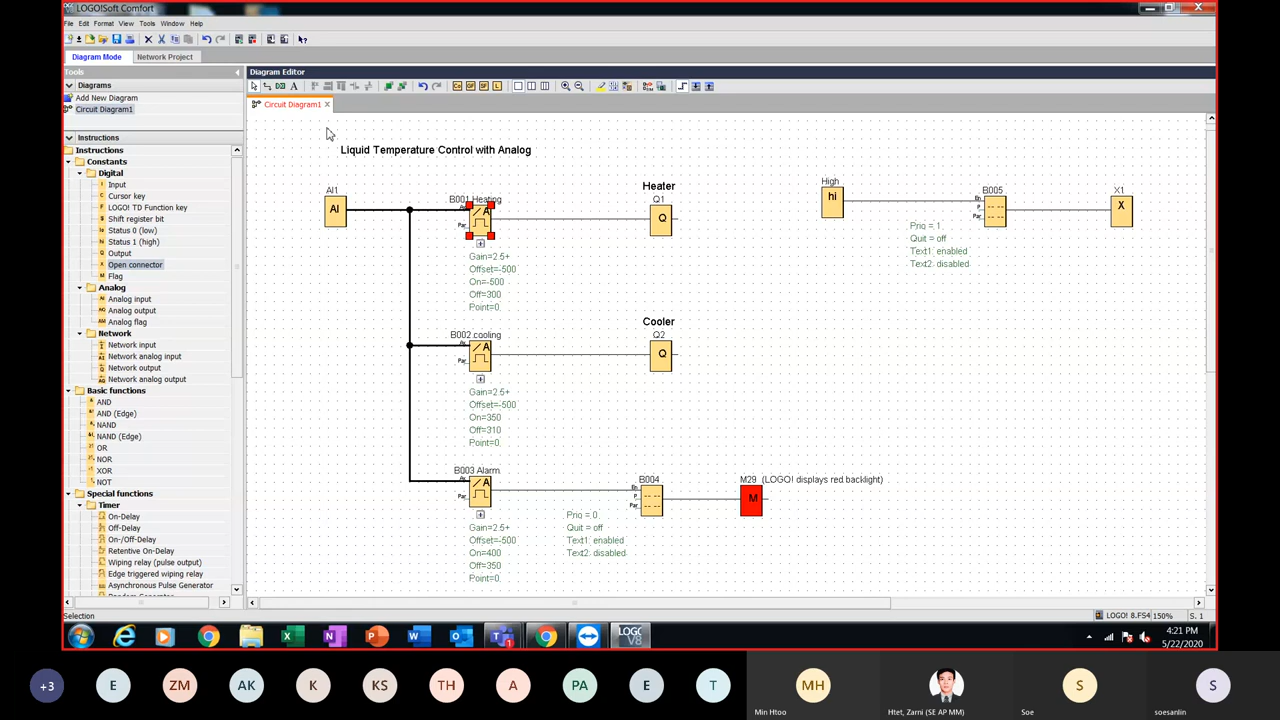 LOGO!Soft Comfort
File Edit Format View Tools Window Help
Diagram Mode Network Project
Tools
Diagrams
Add New Diagram
Circuit Diagram1
Instructions
Instructions
Constants
Digital
Input
Cursor key
LOGO! TD Function key
Shift register bit
Status 0 (low)
Status 1 (high)
Output
Open connector
Flag
Analog
Analog input
Analog output
Analog flag
Network
Network input
Network analog input
Network output
Network analog output
Basic functions
AND
AND (Edge)
NAND
NAND (Edge)
OR
NOR
XOR
NOT
Special functions
Timer
On-Delay
Off-Delay
On-/Off-Delay
Retentive On-Delay
Wiping relay (pulse output)
Edge triggered wiping relay
Asynchronous Pulse Generator
Selection
Diagram Editor
Circuit Diagram1
Liquid Temperature Control with Analog
AI1
AI
B001 Heating
A
Par
Gain=2.5+
Offset=-500
On=-500
Off=300
Point=0
Heater
Q1
Q
High
hi
B005
En
P
Par
Prio = 1
Quit = off
Text1: enabled
Text2: disabled
X1
X
B002 cooling
A
Par
Gain=2.5+
Offset=-500
On=350
Off=310
Point=0
Cooler
Q2
Q
B003 Alarm
A
Par
Gain=2.5+
Offset=-500
On=400
Off=350
Point=0
B004
En
P
Par
Prio = 0
Quit = off
Text1: enabled
Text2: disabled
M29 (LOGO! displays red backlight)
M
LOGO! 8.FS4 150% S. 1
4:21 PM
5/22/2020
+3 E ZM AK K KS TH A PA E T MH S S
Min Htoo Htet, Zarni (SE AP MM) Soe soesanlin